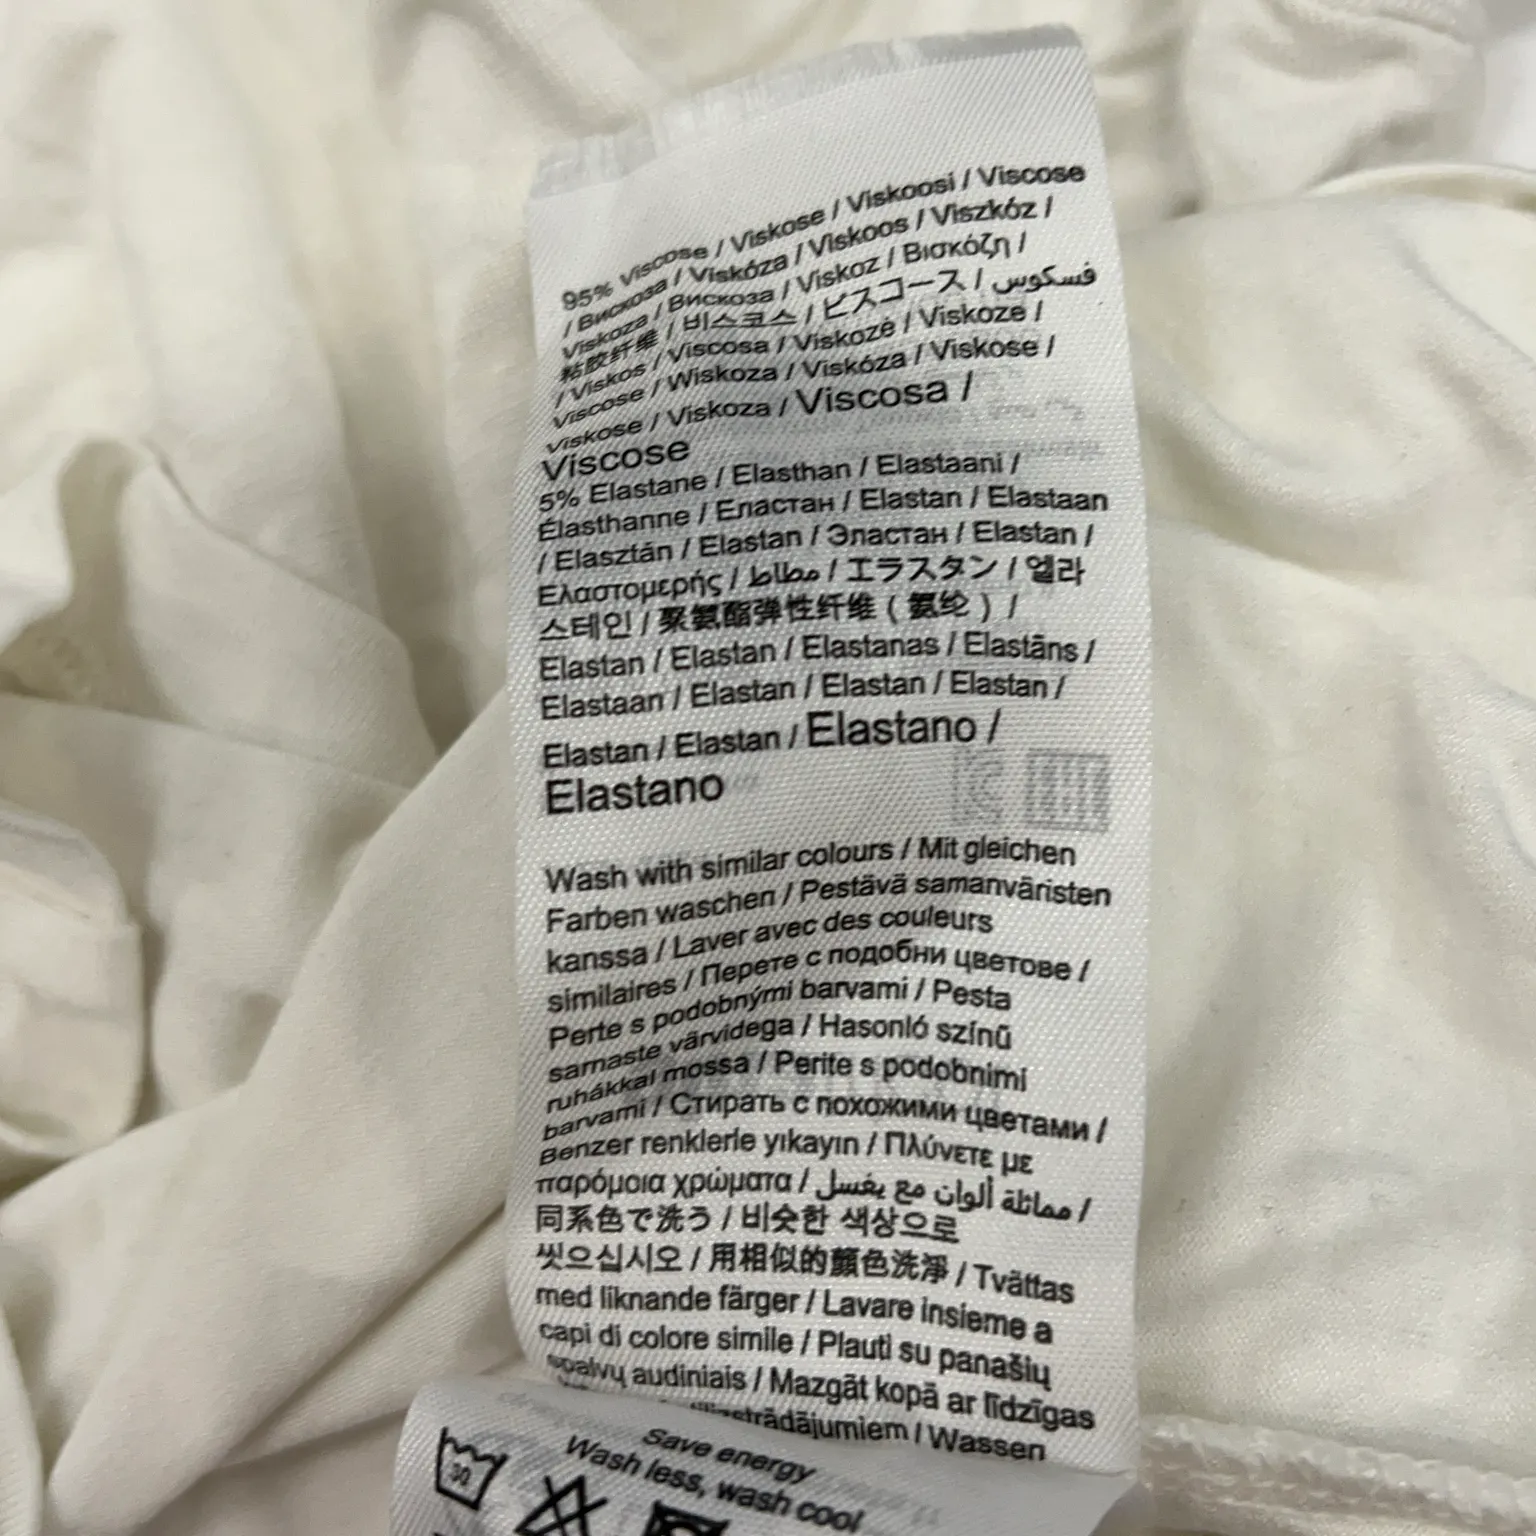 95% Viscose / Viskose / Viskoosi / Viscose
/ Вискоза / Viskóza / Viskoos / Viszkóz /
Viskoza / Вискоза / Viskoz / Βισκόζη /
粘胶纤维 / 비스코스 / ビスコース / فسكوس
/ Viskos / Viscosa / Viskozė / Viskoze /
Viscose / Wiskoza / Viskóza / Viskose /
Viskose / Viskoza / Viscosa /
Viscose
5% Elastane / Elasthan / Elastaani /
Élasthanne / Еластан / Elastan / Elastaan
/ Elasztán / Elastan / Эластан / Elastan /
Ελαστομερής / مطاط / エラスタン / 엘라
스테인 / 聚氨酯弹性纤维 ( 氨纶 ) /
Elastan / Elastan / Elastanas / Elastāns /
Elastaan / Elastan / Elastan / Elastan /
Elastan / Elastan / Elastano /
Elastano
Wash with similar colours / Mit gleichen
Farben waschen / Pestävä samanväristen
kanssa / Laver avec des couleurs
similaires / Перете с подобни цветове /
Perte s podobnými barvami / Pesta
samaste värvidega / Hasonló színű
ruhákkal mossa / Perite s podobnimi
barvami / Стирать с похожими цветами /
Benzer renklerle yıkayın / Πλύνετε με
παρόμοια χρώματα / مماثلة ألوان مع يغسل /
同系色で洗う / 비슷한 색상으로
씻으십시오 / 用相似的顏色洗淨 / Tvättas
med liknande färger / Lavare insieme a
capi di colore simile / Plauti su panašių
spalvų audiniais / Mazgāt kopā ar līdzīgas
/ Wassen
Save energy
Wash less, wash cool
30